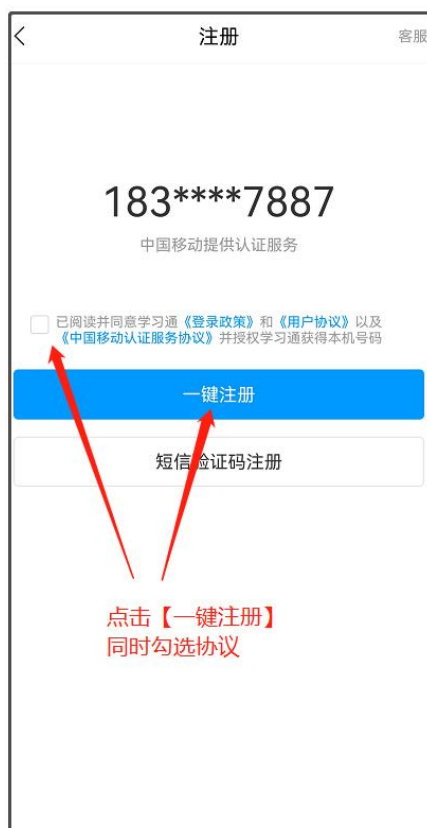 注册
客服
183****7887
中国移动提供认证服务
已阅读并同意学习通《登录政策》和《用户协议》以及
《中国移动认证服务协议》并授权学习通获得本机号码
一键注册
短信验证码注册
点击【一键注册】
同时勾选协议